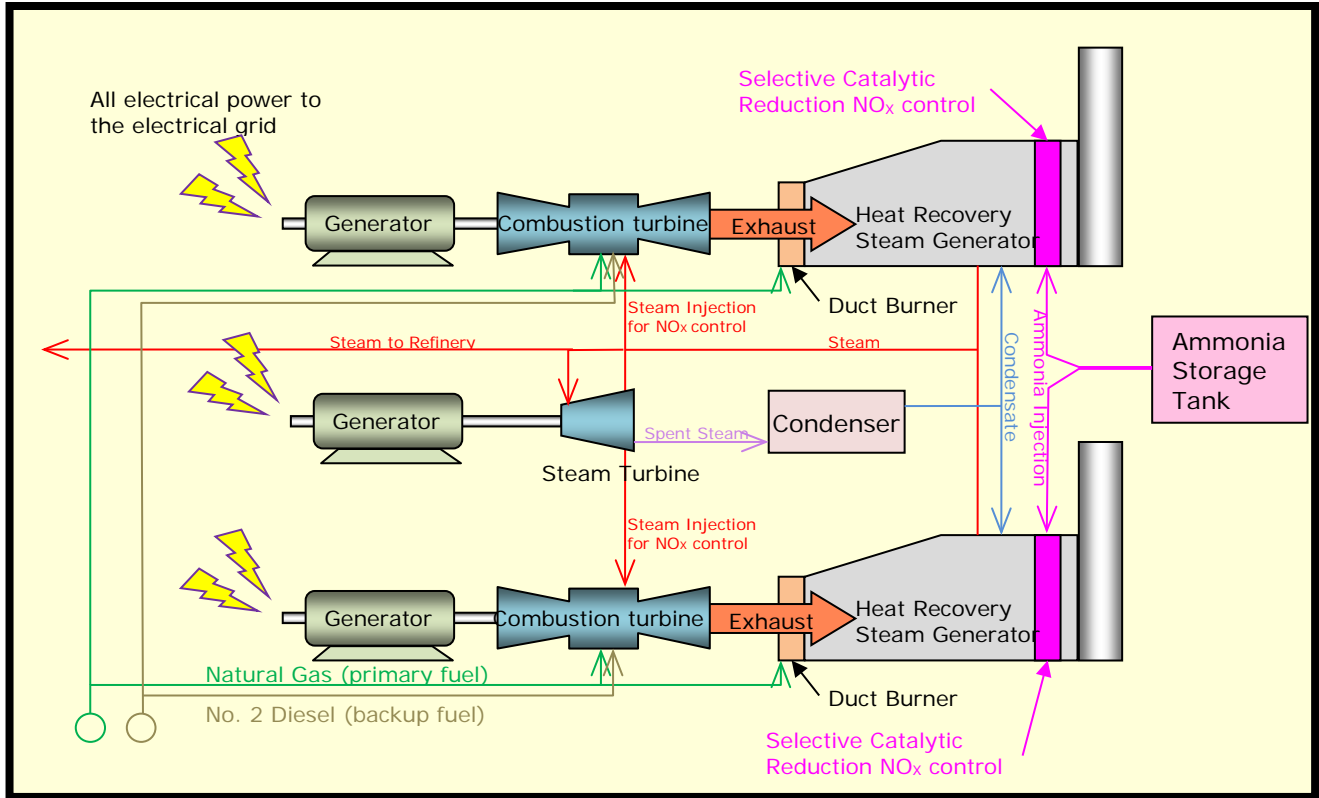 All electrical power to
the electrical grid
Selective Catalytic
Reduction NOX control
Generator
Combustion turbine
Exhaust
Heat Recovery
Steam Generator
Duct Burner
Steam Injection
for NOX control
Steam to Refinery
Steam
Condensate
Ammonia Injection
Ammonia
Storage
Tank
Generator
Spent Steam
Condenser
Steam Turbine
Steam Injection
for NOX control
Generator
Combustion turbine
Exhaust
Heat Recovery
Steam Generator
Natural Gas (primary fuel)
Duct Burner
No. 2 Diesel (backup fuel)
Selective Catalytic
Reduction NOX control